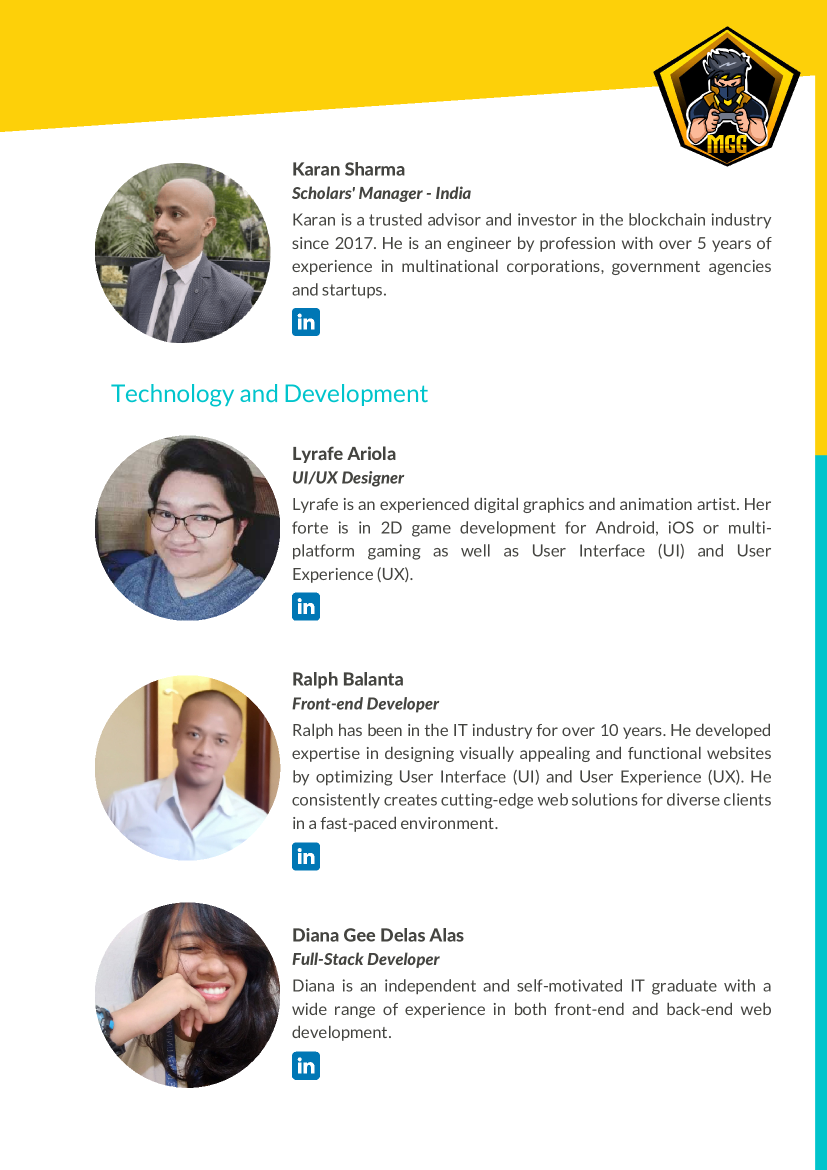 MGG
Karan Sharma
Scholars' Manager - India
Karan is a trusted advisor and investor in the blockchain industry
since 2017. He is an engineer by profession with over 5 years of
experience in multinational corporations, government agencies
and startups.
in
Technology and Development
Lyrafe Ariola
UI/UX Designer
Lyrafe is an experienced digital graphics and animation artist. Her
forte is in 2D game development for Android, iOS or multi-
platform gaming as well as User Interface (UI) and User
Experience (UX).
in
Ralph Balanta
Front-end Developer
Ralph has been in the IT industry for over 10 years. He developed
expertise in designing visually appealing and functional websites
by optimizing User Interface (UI) and User Experience (UX). He
consistently creates cutting-edge web solutions for diverse clients
in a fast-paced environment.
in
Diana Gee Delas Alas
Full-Stack Developer
Diana is an independent and self-motivated IT graduate with a
wide range of experience in both front-end and back-end web
development.
in